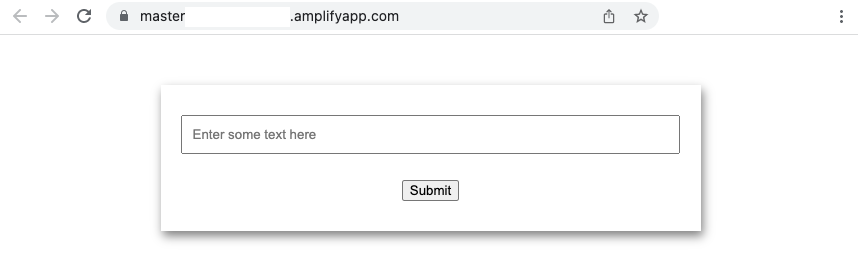 master .amplifyapp.com
Enter some text here
Submit